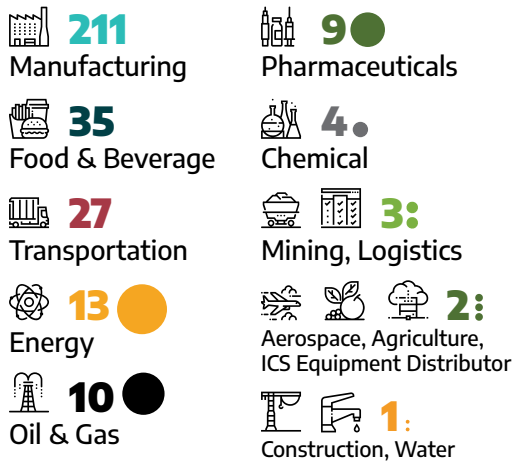 211
Manufacturing
35
Food & Beverage
27
Transportation
13
Energy
10
Oil & Gas
9
Pharmaceuticals
4
Chemical
3
Mining, Logistics
2
Aerospace, Agriculture,
ICS Equipment Distributor
1
Construction, Water